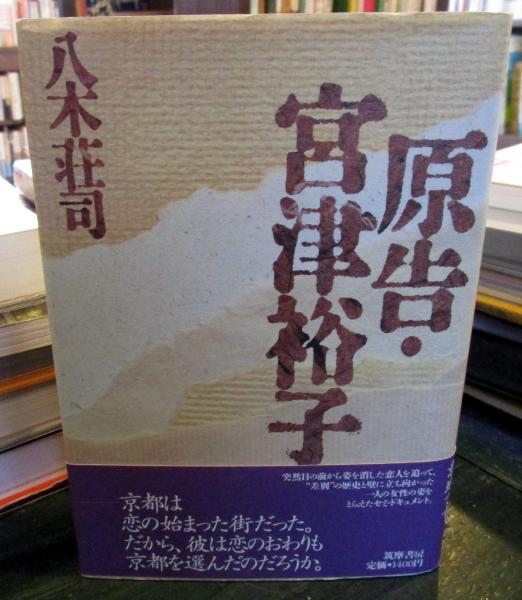 原告・
宮津裕子
八木荘司
突然目の前から姿を消した恋人を追って、
“差別”の歴史と壁に立ち向かった
一人の女性の姿を
とらえたセミ・ドキュメント。
京都は
恋の始まった街だった。
だから、彼は恋のおわりも
京都を選んだのだろうか。
筑摩書房
定価•1400円